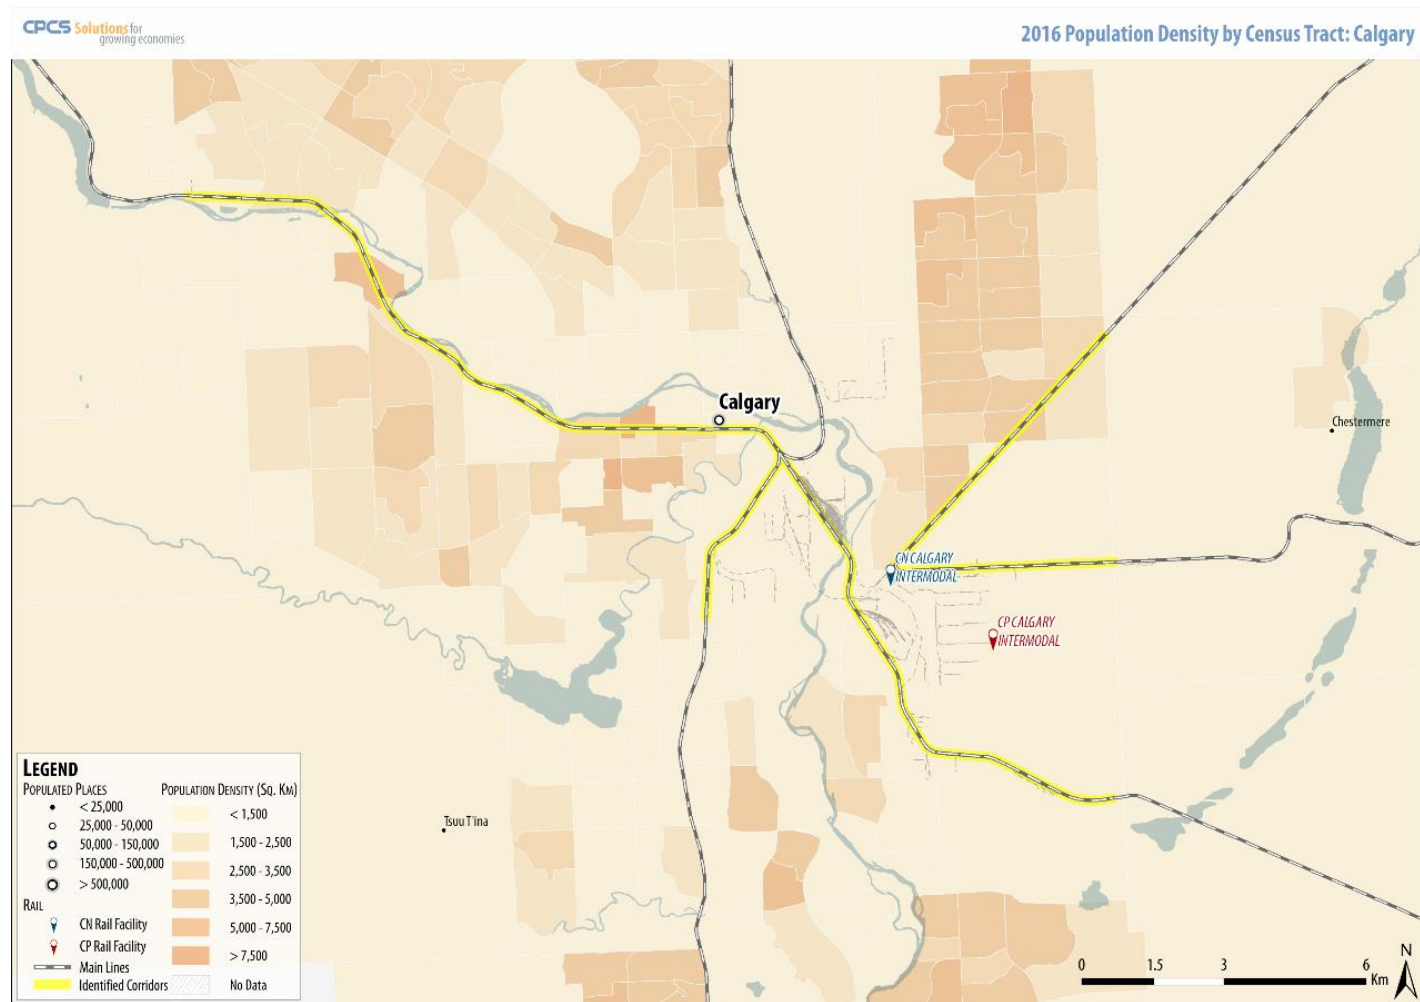 CPCS Solutions for
growing economies
2016 Population Density by Census Tract: Calgary
Calgary
Chestermere
CN CALGARY
INTERMODAL
CP CALGARY
INTERMODAL
Tsuu T'ina
LEGEND
POPULATED PLACES
< 25,000
25,000 - 50,000
50,000 - 150,000
150,000 - 500,000
> 500,000
RAIL
CN Rail Facility
CP Rail Facility
Main Lines
Identified Corridors
POPULATION DENSITY (SQ. KM)
< 1,500
1,500 - 2,500
2,500 - 3,500
3,500 - 5,000
5,000 - 7,500
> 7,500
No Data
0 1.5 3 6
Km
N